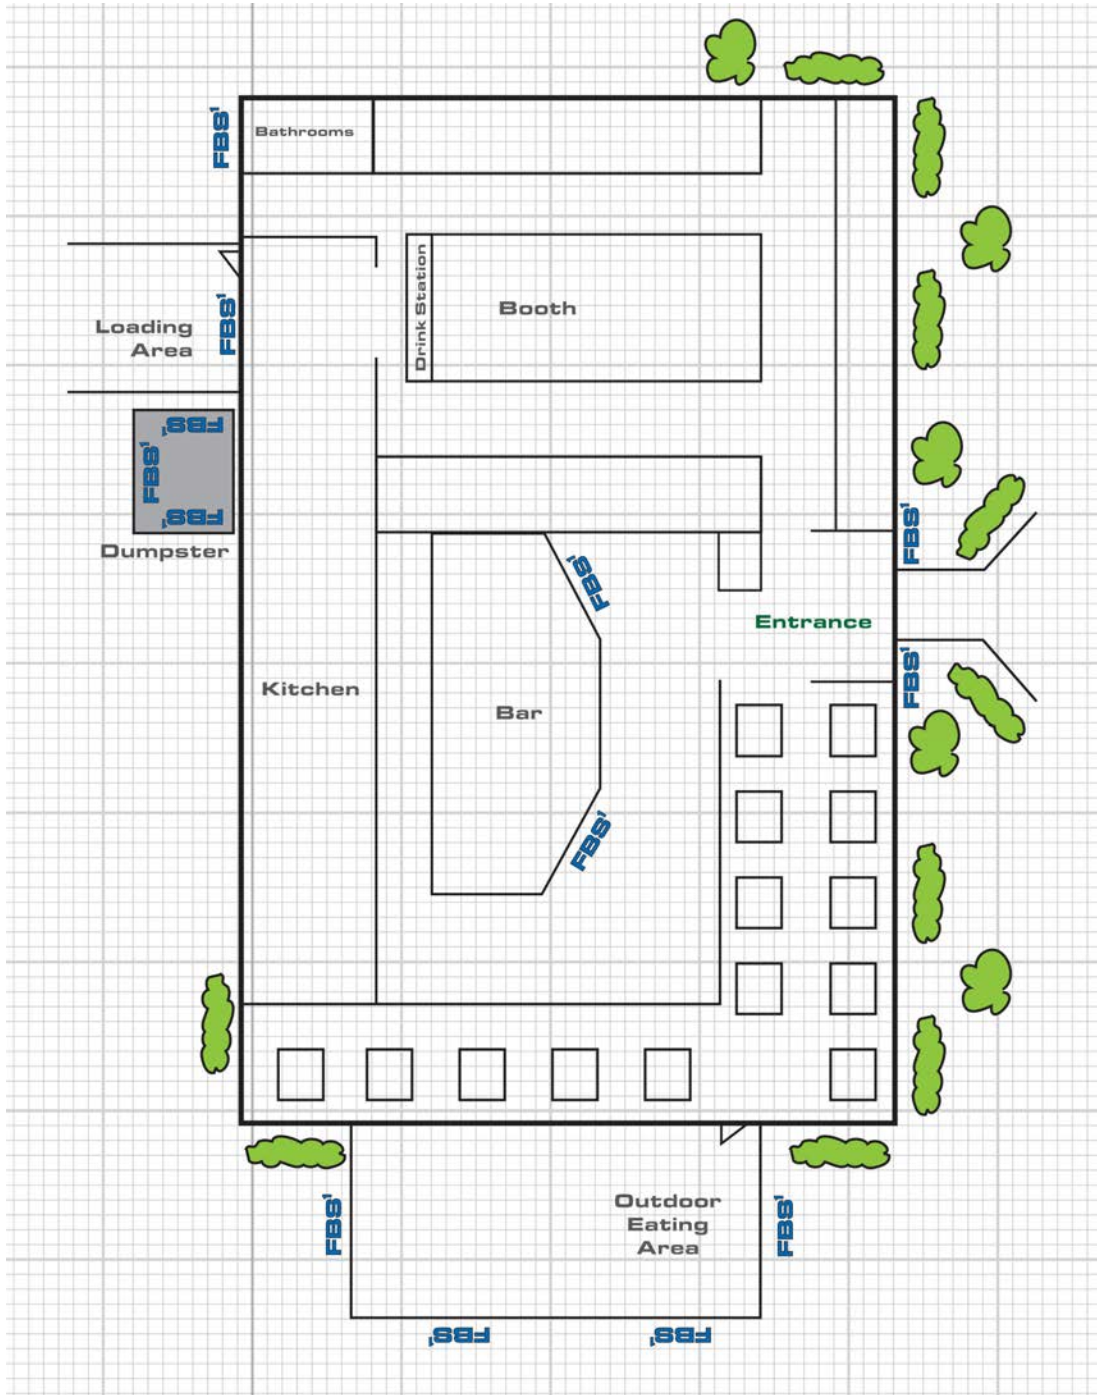 FBS¹
Bathrooms
Drink Station
Booth
FBS¹
Loading
Area
FBS¹
FBS¹
FBS¹
Dumpster
FBS¹
FBS¹
Entrance
FBS¹
Kitchen
Bar
FBS¹
Outdoor
Eating
Area
FBS¹
FBS¹
FBS¹
FBS¹